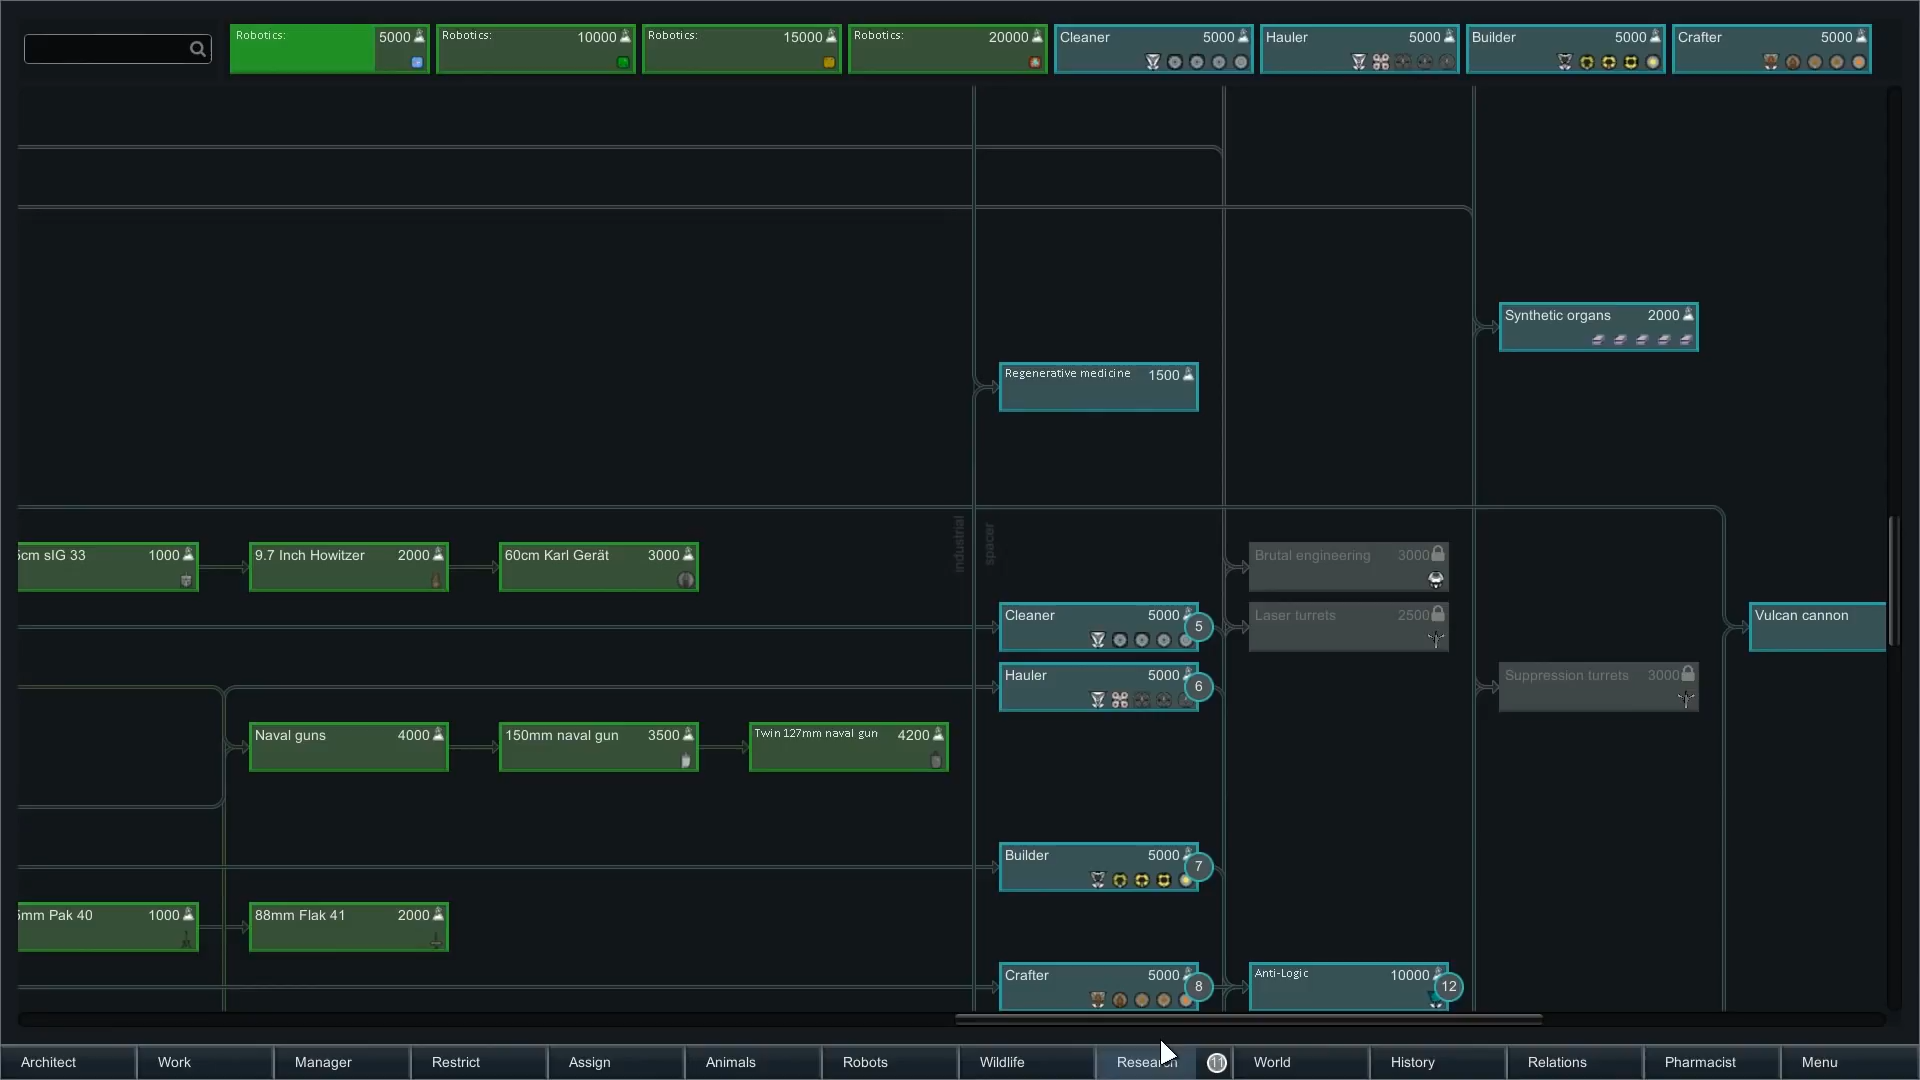 Robotics: 5000
Robotics: 10000
Robotics: 15000
Robotics: 20000
Cleaner 5000
Hauler 5000
Builder 5000
Crafter 5000
Synthetic organs 2000
Regenerative medicine 1500
industrial
spacer
5cm sIG 33 1000
9.7 Inch Howitzer 2000
60cm Karl Gerät 3000
Brutal engineering 3000
Cleaner 5000 5
Laser turrets 2500
Vulcan cannon
Hauler 5000 6
Suppression turrets 3000
Naval guns 4000
150mm naval gun 3500
Twin 127mm naval gun 4200
Builder 5000 7
5mm Pak 40 1000
88mm Flak 41 2000
Crafter 5000 8
Anti-Logic 10000 12
Architect
Work
Manager
Restrict
Assign
Animals
Robots
Wildlife
Research 11
World
History
Relations
Pharmacist
Menu